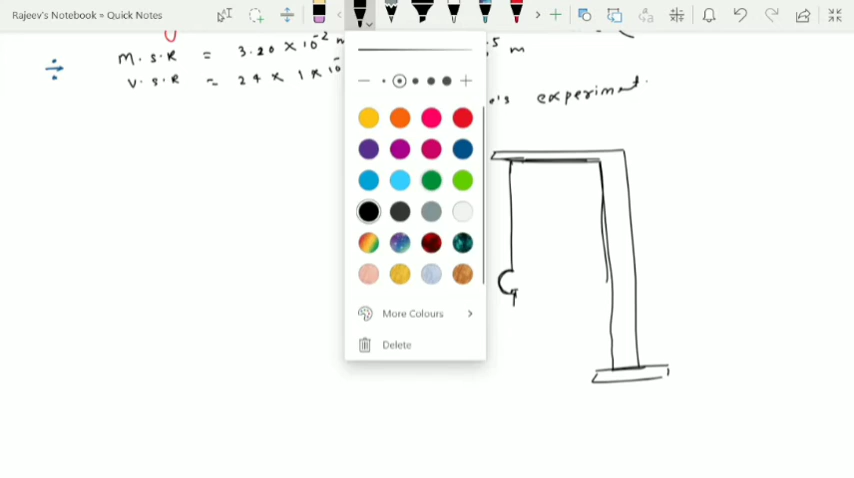 Rajeev's Notebook » Quick Notes
M.S.R = 3.20 × 10⁻² m
V.S.R = 24 × 1 × 10
m
experiment.
More Colours
Delete